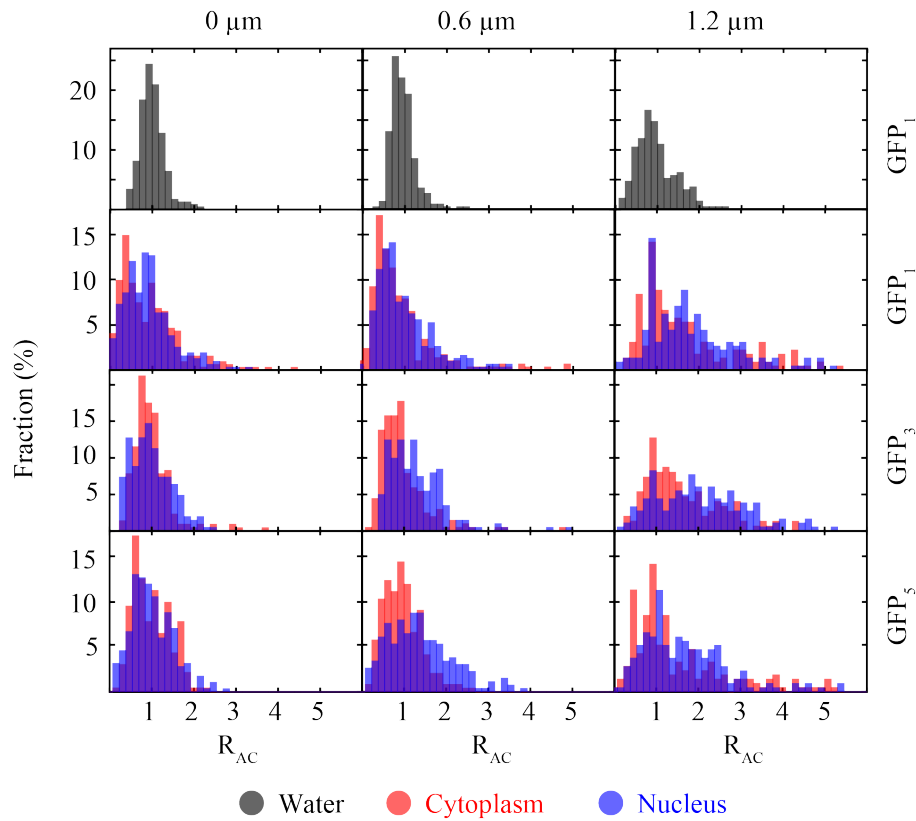 0 µm 0.6 µm 1.2 µm
20
10
GFP1
15
10
5
GFP1
Fraction (%)
15
10
5
GFP3
15
10
5
GFP5
1 2 3 4 5 1 2 3 4 5 1 2 3 4 5
RAC RAC RAC
Water Cytoplasm Nucleus